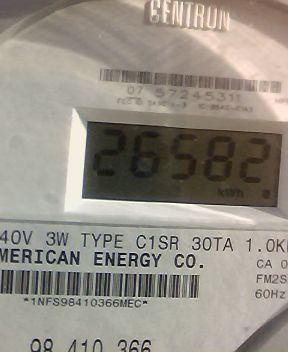 CENTRON
07 57245311
26582
kWh
40V 3W TYPE C1SR 30TA 1.0K
MERICAN ENERGY CO.
CA 0
FM2S
60Hz
*1NFS98410366MEC*
98 410 366